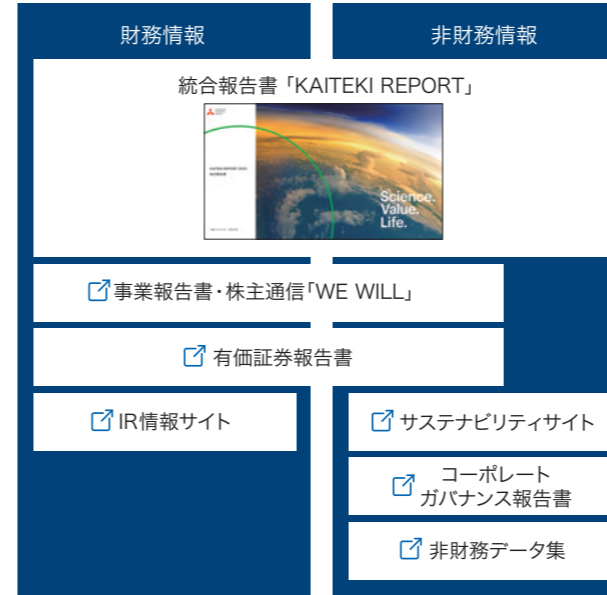 財務情報
非財務情報
統合報告書「KAITEKI REPORT」
Science.
Value.
Life.
事業報告書・株主通信「WE WILL」
有価証券報告書
IR情報サイト
サステナビリティサイト
コーポレート
ガバナンス報告書
非財務データ集